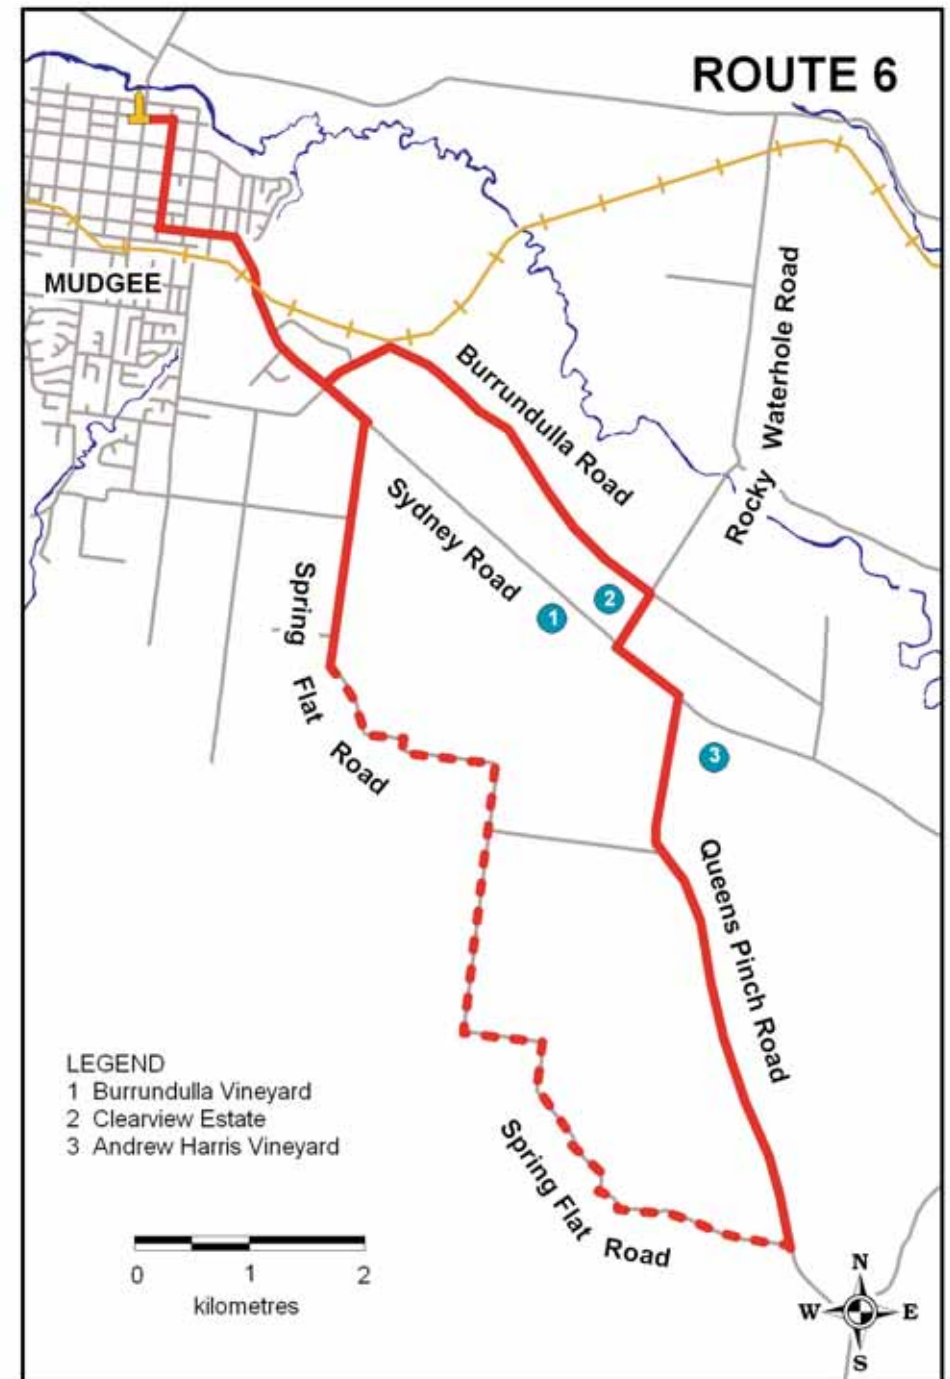 ROUTE 6
MUDGEE
Burrundulla Road
Rocky Waterhole Road
Sydney Road
1
2
3
Spring Flat Road
Queens Pinch Road
Spring Flat Road
LEGEND
1 Burrundulla Vineyard
2 Clearview Estate
3 Andrew Harris Vineyard
0 1 2
kilometres
N
W E
S